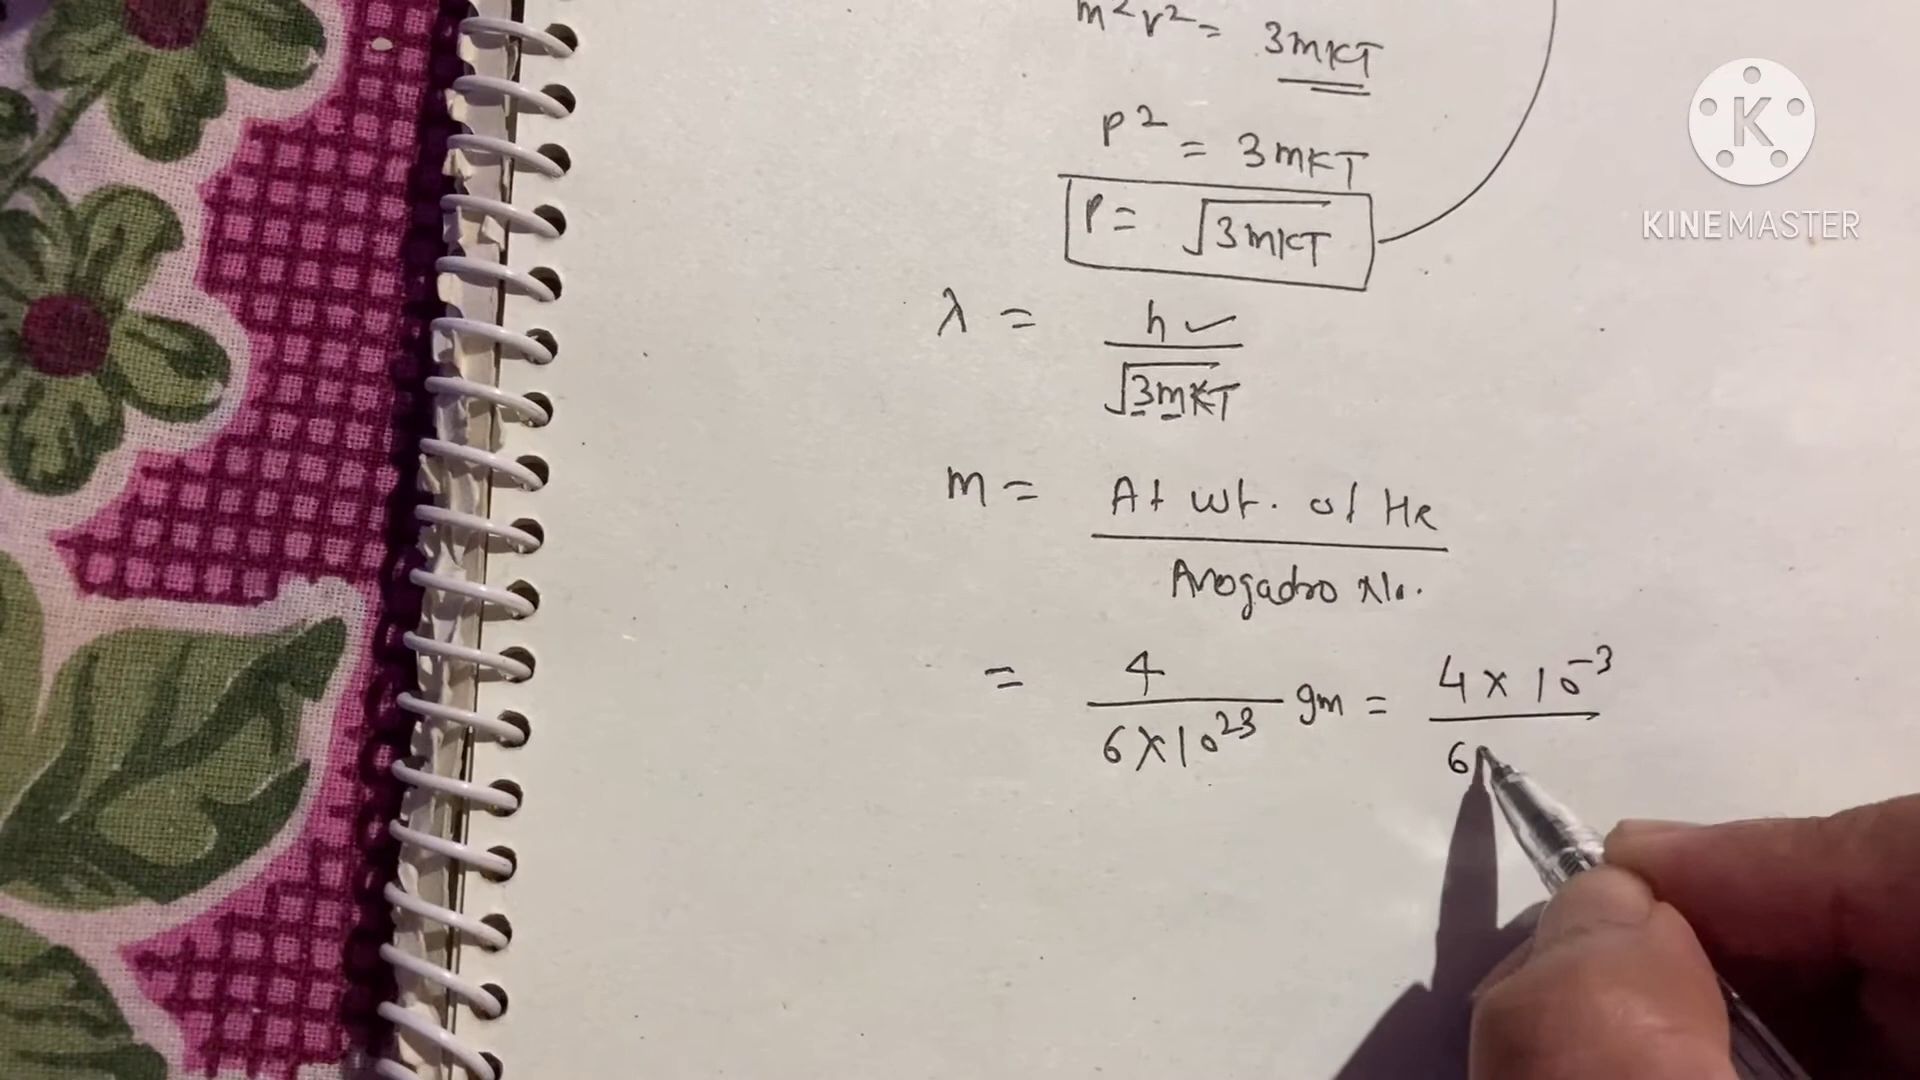 m²v² = 3mKT
p² = 3mKT
P = √3mKT
λ = h ✓ / √3mKT
m = At wt. of He / Avogadro No.
= 4 / 6×10²³ gm = 4×10⁻³ / 6
K
KINEMASTER